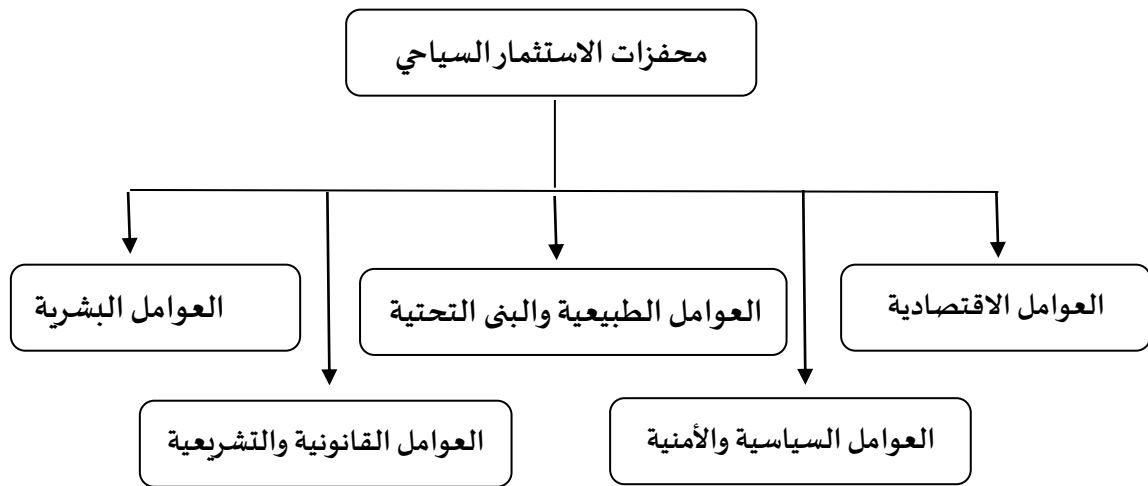 محفزات الاستثمار السياحي
العوامل الاقتصادية
العوامل الطبيعية والبنى التحتية
العوامل البشرية
العوامل السياسية والأمنية
العوامل القانونية والتشريعية